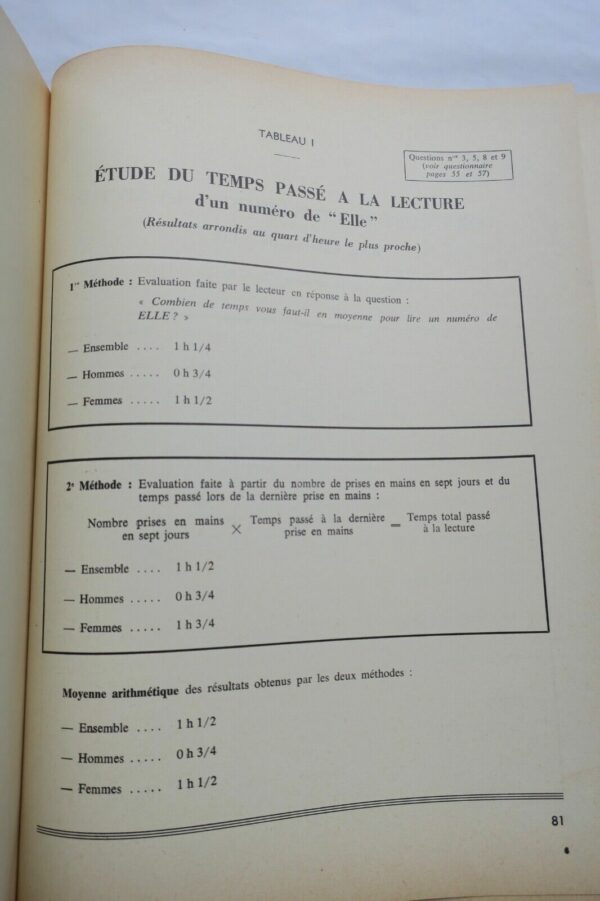 TABLEAU I
Questions nos 3, 5, 8 et 9
(voir questionnaire
pages 55 et 57)
ÉTUDE DU TEMPS PASSÉ A LA LECTURE
d'un numéro de "Elle"
(Résultats arrondis au quart d'heure le plus proche)
1re Méthode : Evaluation faite par le lecteur en réponse à la question :
« Combien de temps vous faut-il en moyenne pour lire un numéro de
ELLE ? »
— Ensemble .... 1 h 1/4
— Hommes ..... 0 h 3/4
— Femmes ..... 1 h 1/2
2e Méthode : Evaluation faite à partir du nombre de prises en mains en sept jours et du
temps passé lors de la dernière prise en mains :
Nombre prises en mains × Temps passé à la dernière = Temps total passé
en sept jours prise en mains à la lecture
— Ensemble .... 1 h 1/2
— Hommes ..... 0 h 3/4
— Femmes ..... 1 h 3/4
Moyenne arithmétique des résultats obtenus par les deux méthodes :
— Ensemble .... 1 h 1/2
— Hommes ..... 0 h 3/4
— Femmes ..... 1 h 1/2
81
6